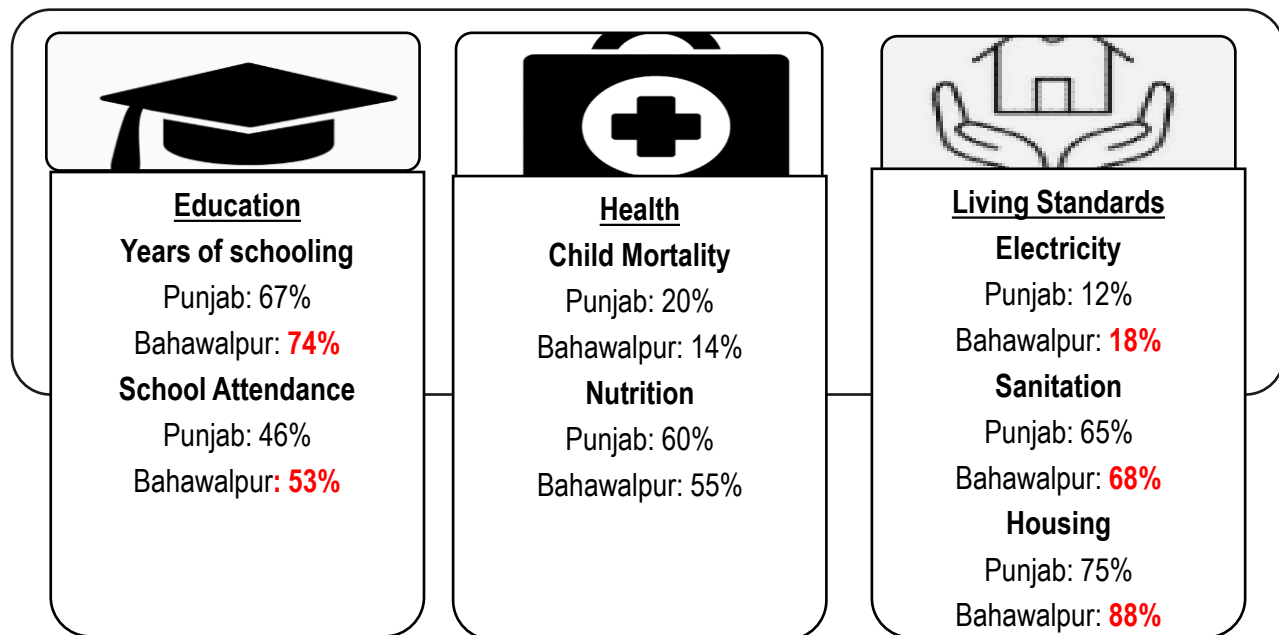 Education
Years of schooling
Punjab: 67%
Bahawalpur: 74%
School Attendance
Punjab: 46%
Bahawalpur: 53%
Health
Child Mortality
Punjab: 20%
Bahawalpur: 14%
Nutrition
Punjab: 60%
Bahawalpur: 55%
Living Standards
Electricity
Punjab: 12%
Bahawalpur: 18%
Sanitation
Punjab: 65%
Bahawalpur: 68%
Housing
Punjab: 75%
Bahawalpur: 88%